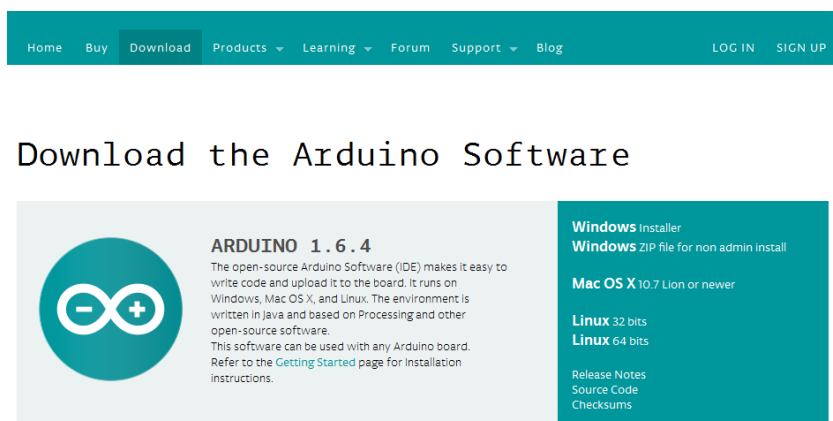 Home Buy Download Products Learning Forum Support Blog LOG IN SIGN UP
Download the Arduino Software
ARDUINO 1.6.4
The open-source Arduino Software (IDE) makes it easy to
write code and upload it to the board. It runs on
Windows, Mac OS X, and Linux. The environment is
written in Java and based on Processing and other
open-source software.
This software can be used with any Arduino board.
Refer to the Getting Started page for Installation
instructions.
Windows Installer
Windows ZIP file for non admin install
Mac OS X 10.7 Lion or newer
Linux 32 bits
Linux 64 bits
Release Notes
Source Code
Checksums